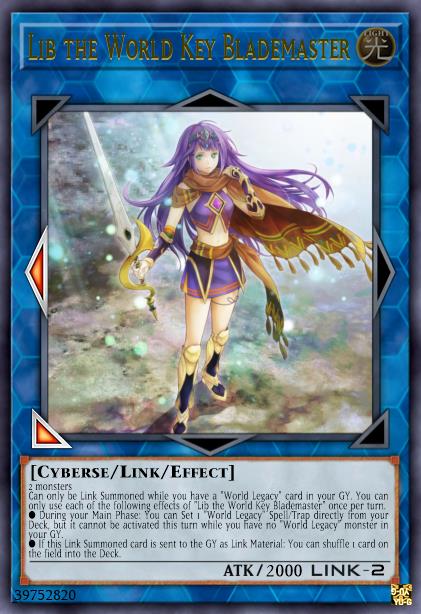 Lib the World Key Blademaster
LIGHT
光
[Cyberse/Link/Effect]
2 monsters
Can only be Link Summoned while you have a "World Legacy" card in your GY. You can
only use each of the following effects of "Lib the World Key Blademaster" once per turn.
● During your Main Phase: You can Set 1 "World Legacy" Spell/Trap directly from your
Deck, but it cannot be activated this turn while you have no "World Legacy" monster in
your GY.
● If this Link Summoned card is sent to the GY as Link Material: You can shuffle 1 card on
the field into the Deck.
ATK/2000 LINK-2
39752820